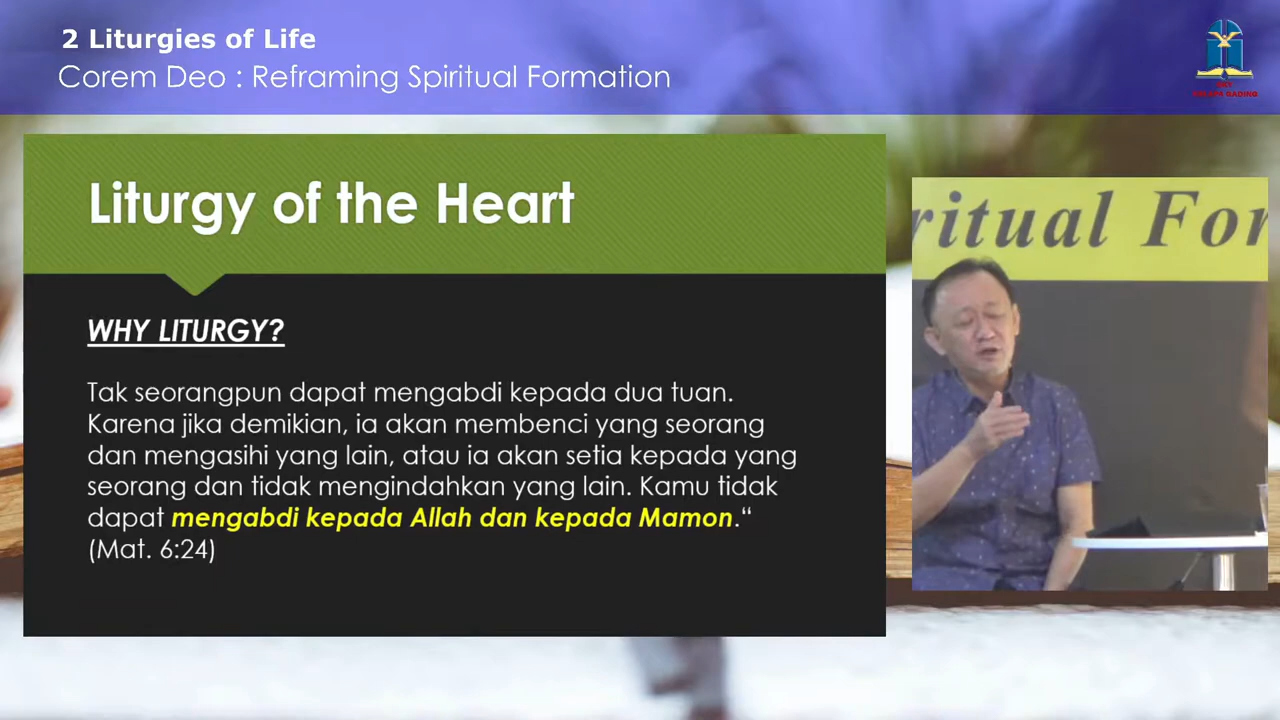 2 Liturgies of Life
Corem Deo : Reframing Spiritual Formation
Liturgy of the Heart
WHY LITURGY?
Tak seorangpun dapat mengabdi kepada dua tuan.
Karena jika demikian, ia akan membenci yang seorang
dan mengasihi yang lain, atau ia akan setia kepada yang
seorang dan tidak mengindahkan yang lain. Kamu tidak
dapat mengabdi kepada Allah dan kepada Mamon.“
(Mat. 6:24)
ritual For
GADING